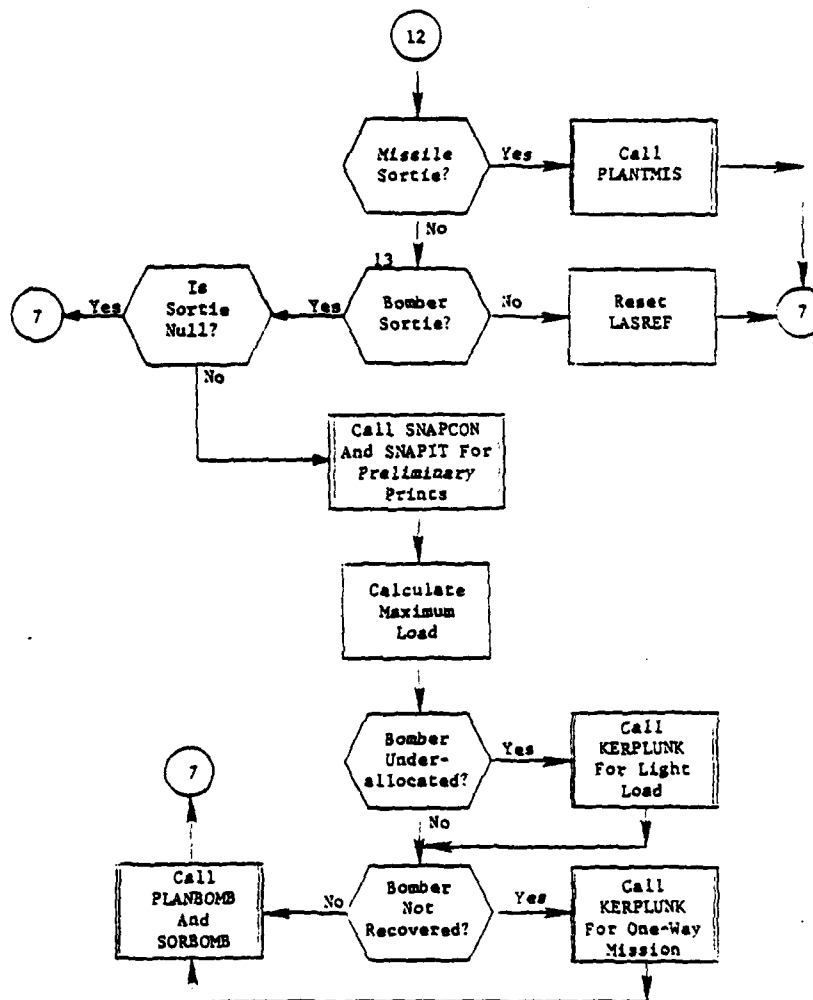 12
Missile
Sortie?
Yes
Call
PLANTMIS
No
13
7
Yes
Is
Sortie
Null?
Yes
Bomber
Sortie?
No
Reset
LASREF
7
No
Call SNAPCON
And SNAPIT For
Preliminary
Prints
Calculate
Maximum
Load
Bomber
Under-
allocated?
Yes
Call
KERPLUNK
For Light
Load
7
No
Call
PLANBOMB
And
SORBOMB
No
Bomber
Not
Recovered?
Yes
Call
KERPLUNK
For One-Way
Mission